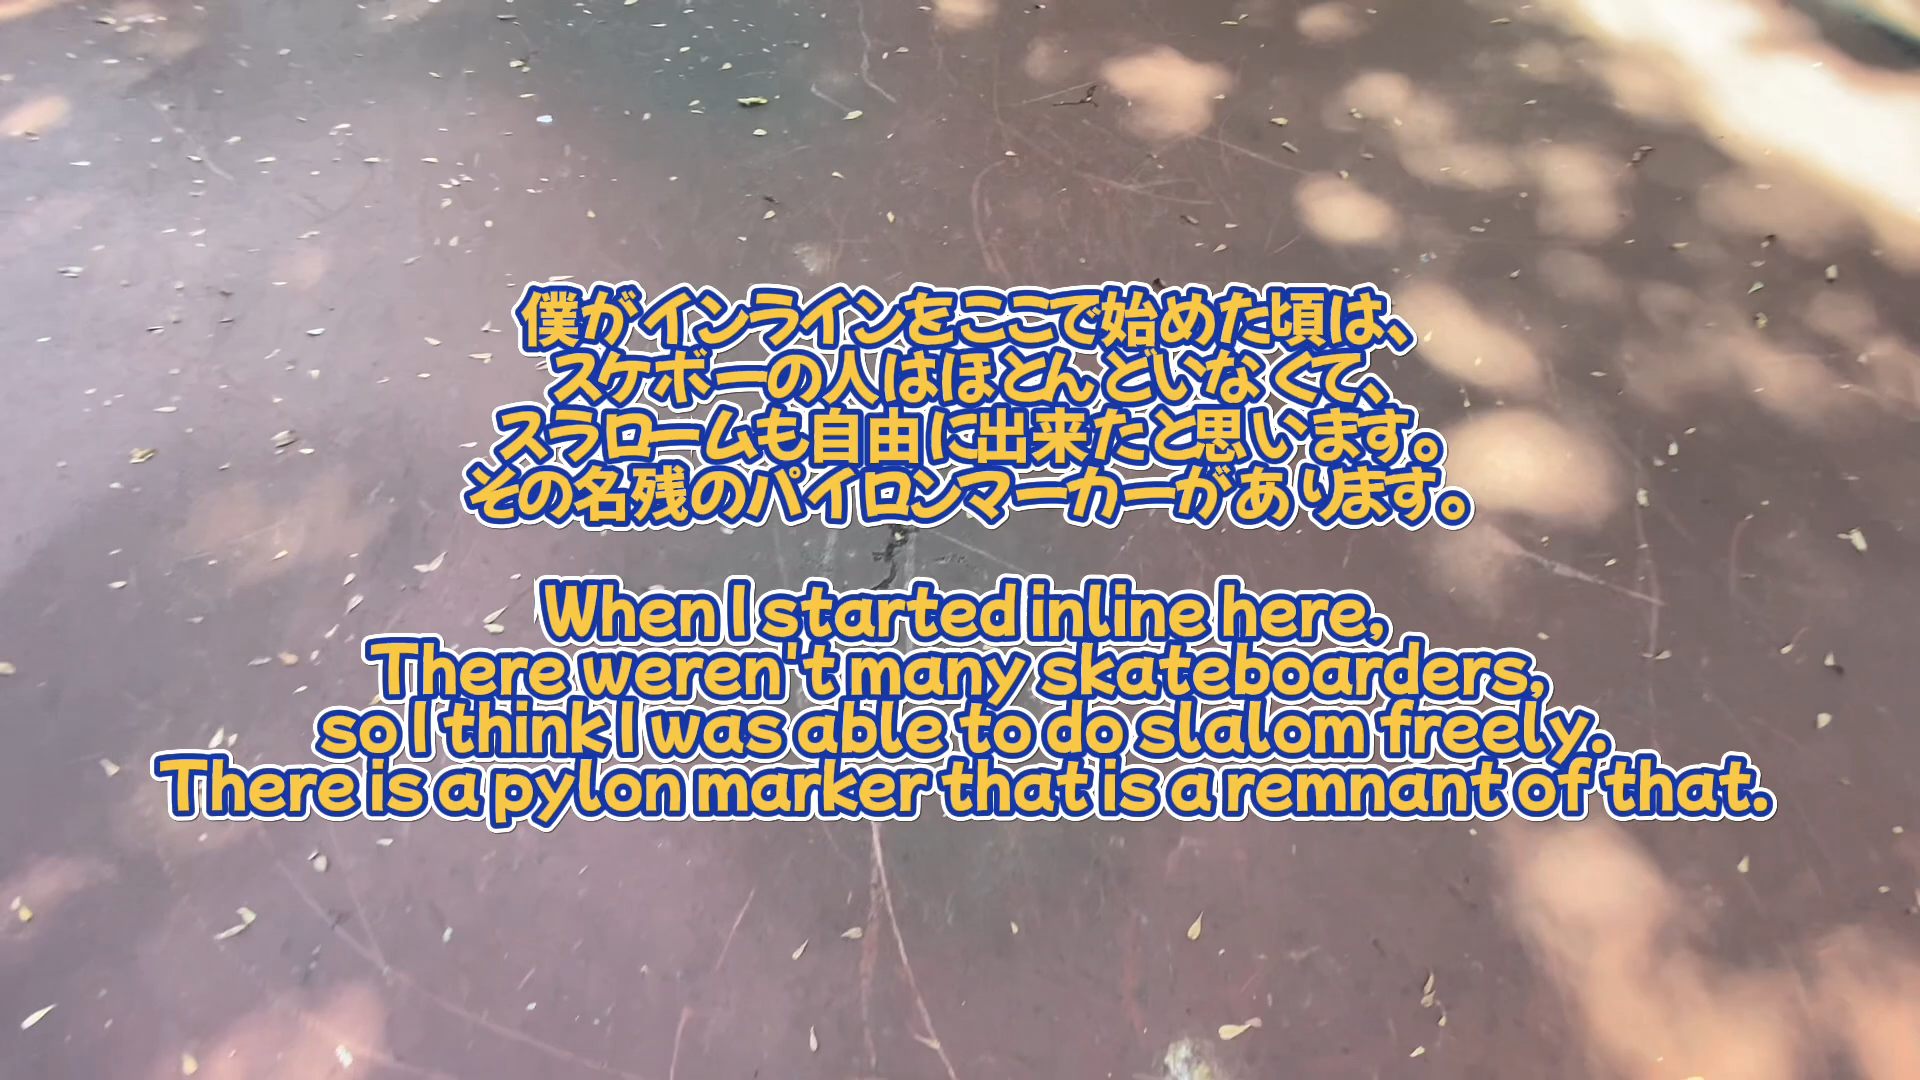 僕がインラインをここで始めた頃は、
スケボーの人はほとんどいなくて、
スラロームも自由に出来たと思います。
その名残のパイロンマーカーがあります。
When I started inline here,
There weren't many skateboarders,
so I think I was able to do slalom freely.
There is a pylon marker that is a remnant of that.